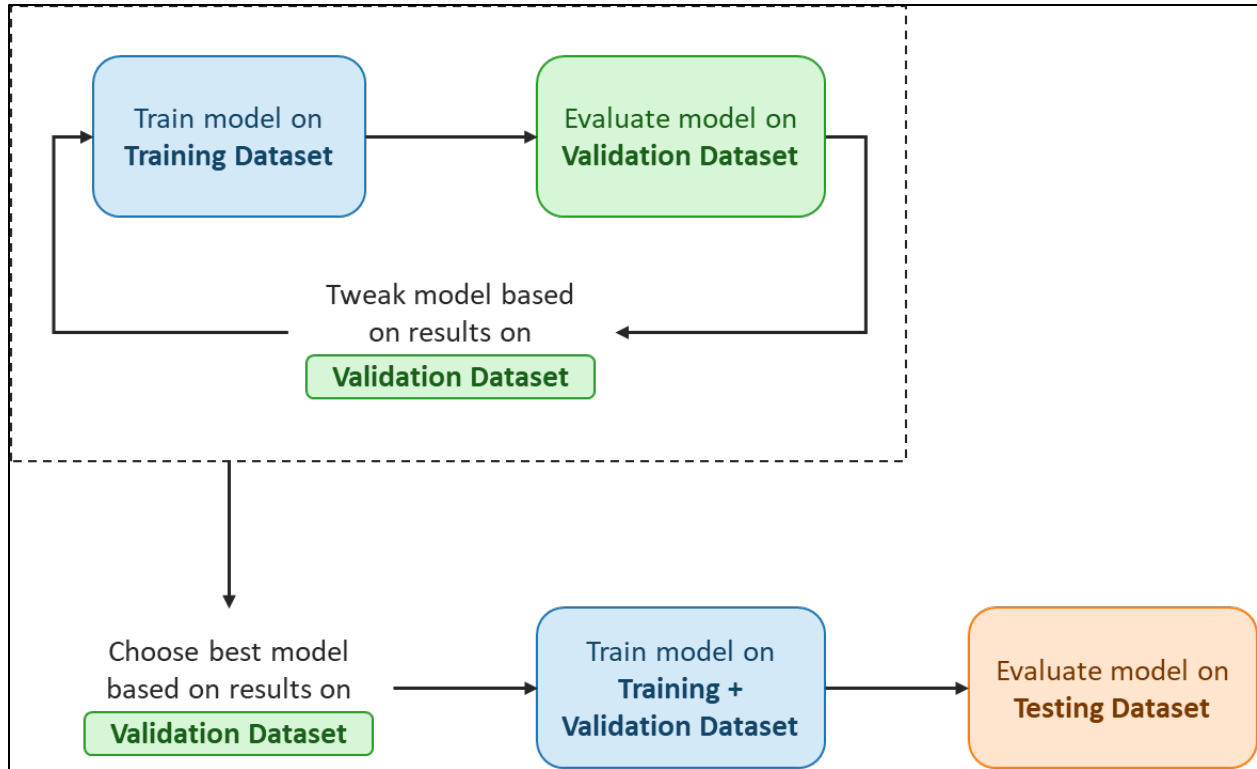 Train model on
Training Dataset
Evaluate model on
Validation Dataset
Tweak model based
on results on
Validation Dataset
Choose best model
based on results on
Validation Dataset
Train model on
Training +
Validation Dataset
Evaluate model on
Testing Dataset